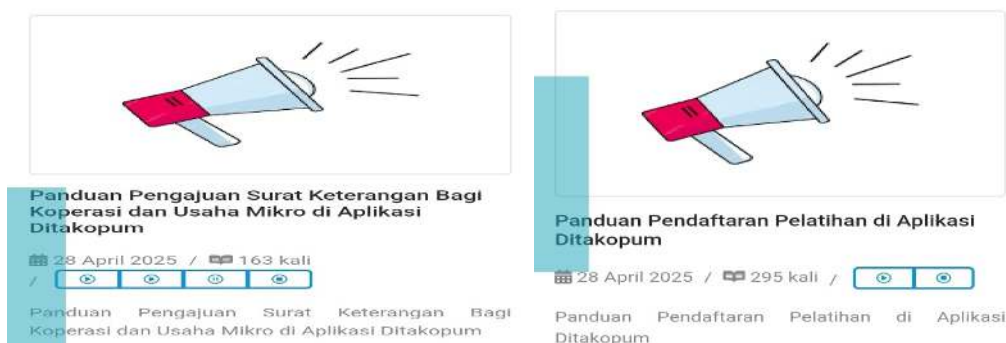 Panduan Pengajuan Surat Keterangan Bagi
Koperasi dan Usaha Mikro di Aplikasi
Ditakopum
28 April 2025 / 163 kali
/
Panduan Pengajuan Surat Keterangan Bagi
Koperasi dan Usaha Mikro di Aplikasi Ditakopum
Panduan Pendaftaran Pelatihan di Aplikasi
Ditakopum
28 April 2025 / 295 kali /
Panduan Pendaftaran Pelatihan di Aplikasi
Ditakopum